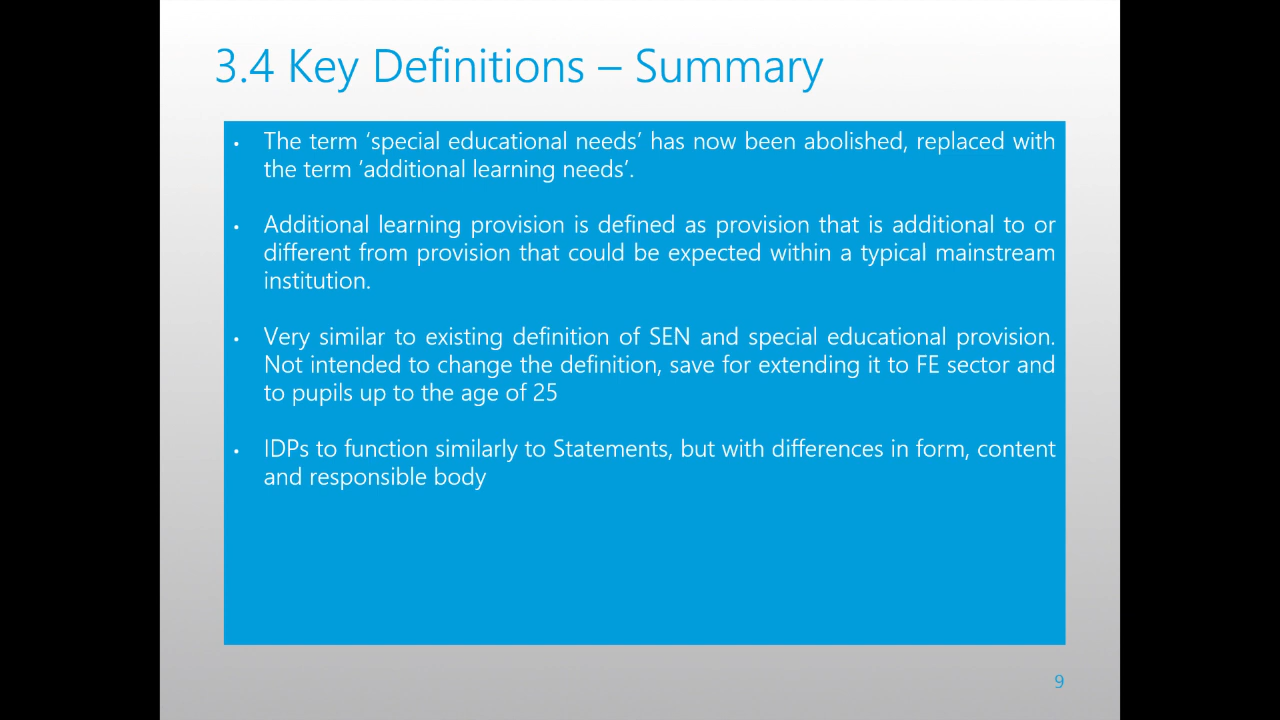 3.4 Key Definitions – Summary
• The term ‘special educational needs’ has now been abolished, replaced with
the term ‘additional learning needs’.
• Additional learning provision is defined as provision that is additional to or
different from provision that could be expected within a typical mainstream
institution.
• Very similar to existing definition of SEN and special educational provision.
Not intended to change the definition, save for extending it to FE sector and
to pupils up to the age of 25
• IDPs to function similarly to Statements, but with differences in form, content
and responsible body
9